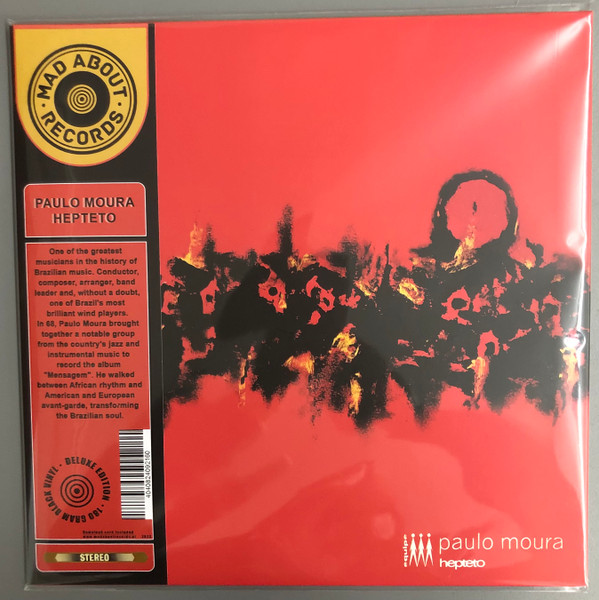 MAD ABOUT
RECORDS
PAULO MOURA
HEPTETO
One of the greatest
musicians in the history of
Brazilian music. Conductor,
composer, arranger, band
leader and, without a doubt,
one of Brazil's most
brilliant wind players.
In 68, Paulo Moura brought
together a notable group
from the country's jazz and
instrumental music to
record the album
"Mensagem". He walked
between African rhythm and
American and European
avant-garde, transforming
the Brazilian soul.
DELUXE EDITION · 180 GRAM BLACK VINYL ·
4040824092160
STEREO
equipe
paulo moura
hepteto